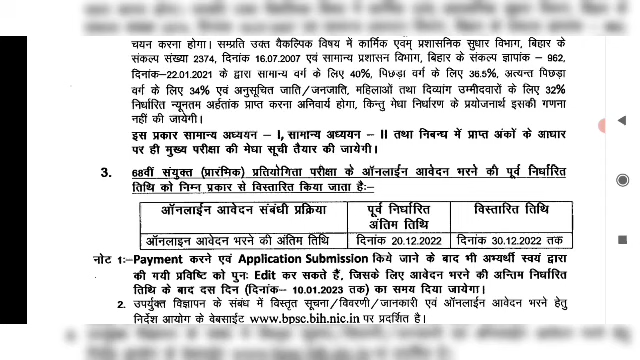 चयन करना होगा। सम्प्रति उक्त वैकल्पिक विषय में कार्मिक एवम् प्रशासनिक सुधार विभाग, बिहार के
संकल्प संख्या 2374, दिनांक 16.07.2007 एवं सामान्य प्रशासन विभाग, बिहार के संकल्प ज्ञापांक - 962,
दिनांक-22.01.2021 के द्वारा सामान्य वर्ग के लिए 40%, पिछड़ा वर्ग के लिए 36.5%, अत्यन्त पिछड़ा
वर्ग के लिए 34% एवं अनुसूचित जाति/जनजाति, महिलाओं तथा दिव्यांग उम्मीदवारों के लिए 32%
निर्धारित न्यूनतम अर्हतांक प्राप्त करना अनिवार्य होगा, किन्तु मेधा निर्धारण के प्रयोजनार्थ इसकी गणना
नहीं की जायेगी।
इस प्रकार सामान्य अध्ययन - I, सामान्य अध्ययन - II तथा निबन्ध में प्राप्त अंकों के आधार
पर ही मुख्य परीक्षा की मेधा सूची तैयार की जायेगी।
3. 68वीं संयुक्त (प्रारंभिक) प्रतियोगिता परीक्षा के ऑनलाईन आवेदन भरने की पूर्व निर्धारित
तिथि को निम्न प्रकार से विस्तारित किया जाता है:-
ऑनलाईन आवेदन संबंधी प्रक्रिया पूर्व निर्धारित अंतिम तिथि विस्तारित तिथि
ऑनलाईन आवेदन भरने की अंतिम तिथि दिनांक 20.12.2022 दिनांक 30.12.2022 तक
नोट 1:- Payment करने एवं Application Submission किये जाने के बाद भी अभ्यर्थी स्वयं द्वारा
की गयी प्रविष्टि को पुनः Edit कर सकते हैं, जिसके लिए आवेदन भरने की अन्तिम निर्धारित
तिथि के बाद दस दिन (दिनांक- 10.01.2023 तक) का समय दिया जायेगा।
2. उपर्युक्त विज्ञापन के संबंध में विस्तृत सूचना/विवरणी/जानकारी एवं ऑनलाईन आवेदन भरने हेतु
निर्देश आयोग के वेबसाईट www.bpsc.bih.nic.in पर प्रदर्शित है।